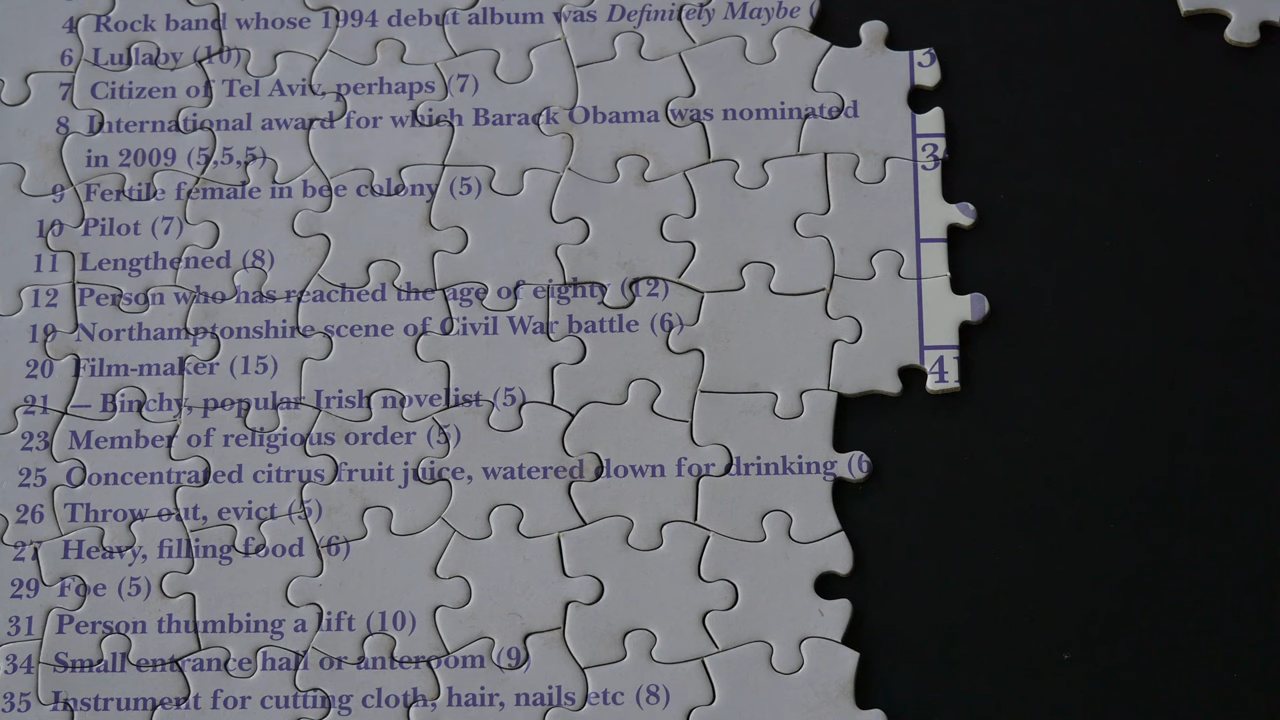 4 Rock band whose 1994 debut album was Definitely Maybe (
6 Lullaby (10)
7 Citizen of Tel Aviv, perhaps (7)
8 International award for which Barack Obama was nominated
in 2009 (5,5,5)
9 Fertile female in bee colony (5)
10 Pilot (7)
11 Lengthened (8)
12 Person who has reached the age of eighty (12)
19 Northamptonshire scene of Civil War battle (6)
20 Film-maker (15)
21 – Binchy, popular Irish novelist (5)
23 Member of religious order (5)
25 Concentrated citrus fruit juice, watered down for drinking (6
26 Throw out, evict (5)
27 Heavy, filling food (6)
29 Foe (5)
31 Person thumbing a lift (10)
34 Small entrance hall or anteroom (9)
35 Instrument for cutting cloth, hair, nails etc (8)
3
41